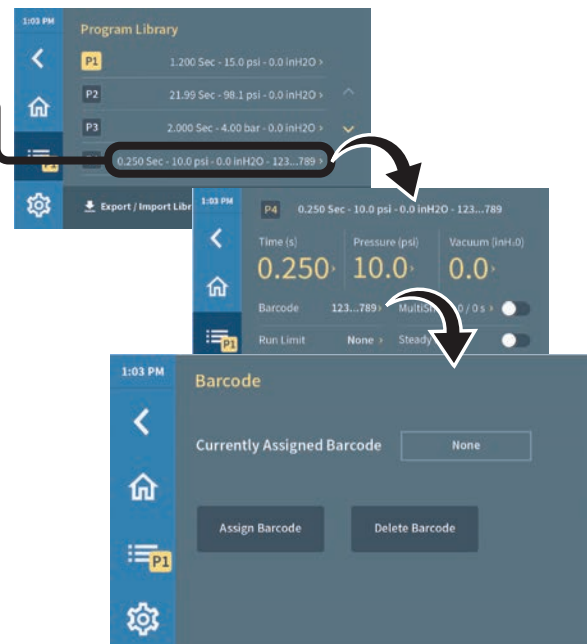 1:03 PM
Program Library
P1 1.200 Sec - 15.0 psi - 0.0 inH2O >
P2 21.99 Sec - 98.1 psi - 0.0 inH2O >
P3 2.000 Sec - 4.00 bar - 0.0 inH2O >
0.250 Sec - 10.0 psi - 0.0 inH2O - 123...789 >
P1
Export / Import
1:03 PM
P4 0.250 Sec - 10.0 psi - 0.0 inH2O - 123...789
Time (s) Pressure (psi) Vacuum (inH₂O)
0.250> 10.0> 0.0>
Barcode 123...789> 0 / 0 s >
Run Limit None > Steady
P1
1:03 PM
Barcode
Currently Assigned Barcode None
Assign Barcode Delete Barcode
P1